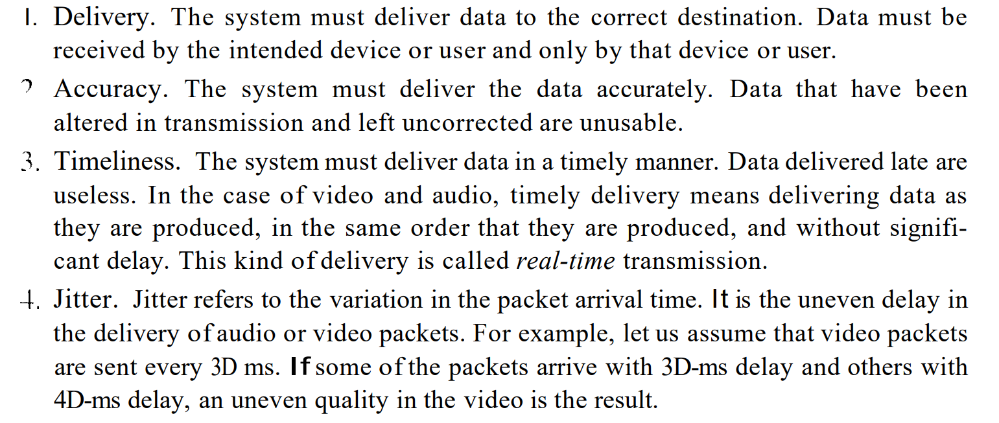 1. Delivery. The system must deliver data to the correct destination. Data must be
received by the intended device or user and only by that device or user.
? Accuracy. The system must deliver the data accurately. Data that have been
altered in transmission and left uncorrected are unusable.
3. Timeliness. The system must deliver data in a timely manner. Data delivered late are
useless. In the case of video and audio, timely delivery means delivering data as
they are produced, in the same order that they are produced, and without signifi-
cant delay. This kind of delivery is called real-time transmission.
4. Jitter. Jitter refers to the variation in the packet arrival time. It is the uneven delay in
the delivery of audio or video packets. For example, let us assume that video packets
are sent every 3D ms. If some of the packets arrive with 3D-ms delay and others with
4D-ms delay, an uneven quality in the video is the result.